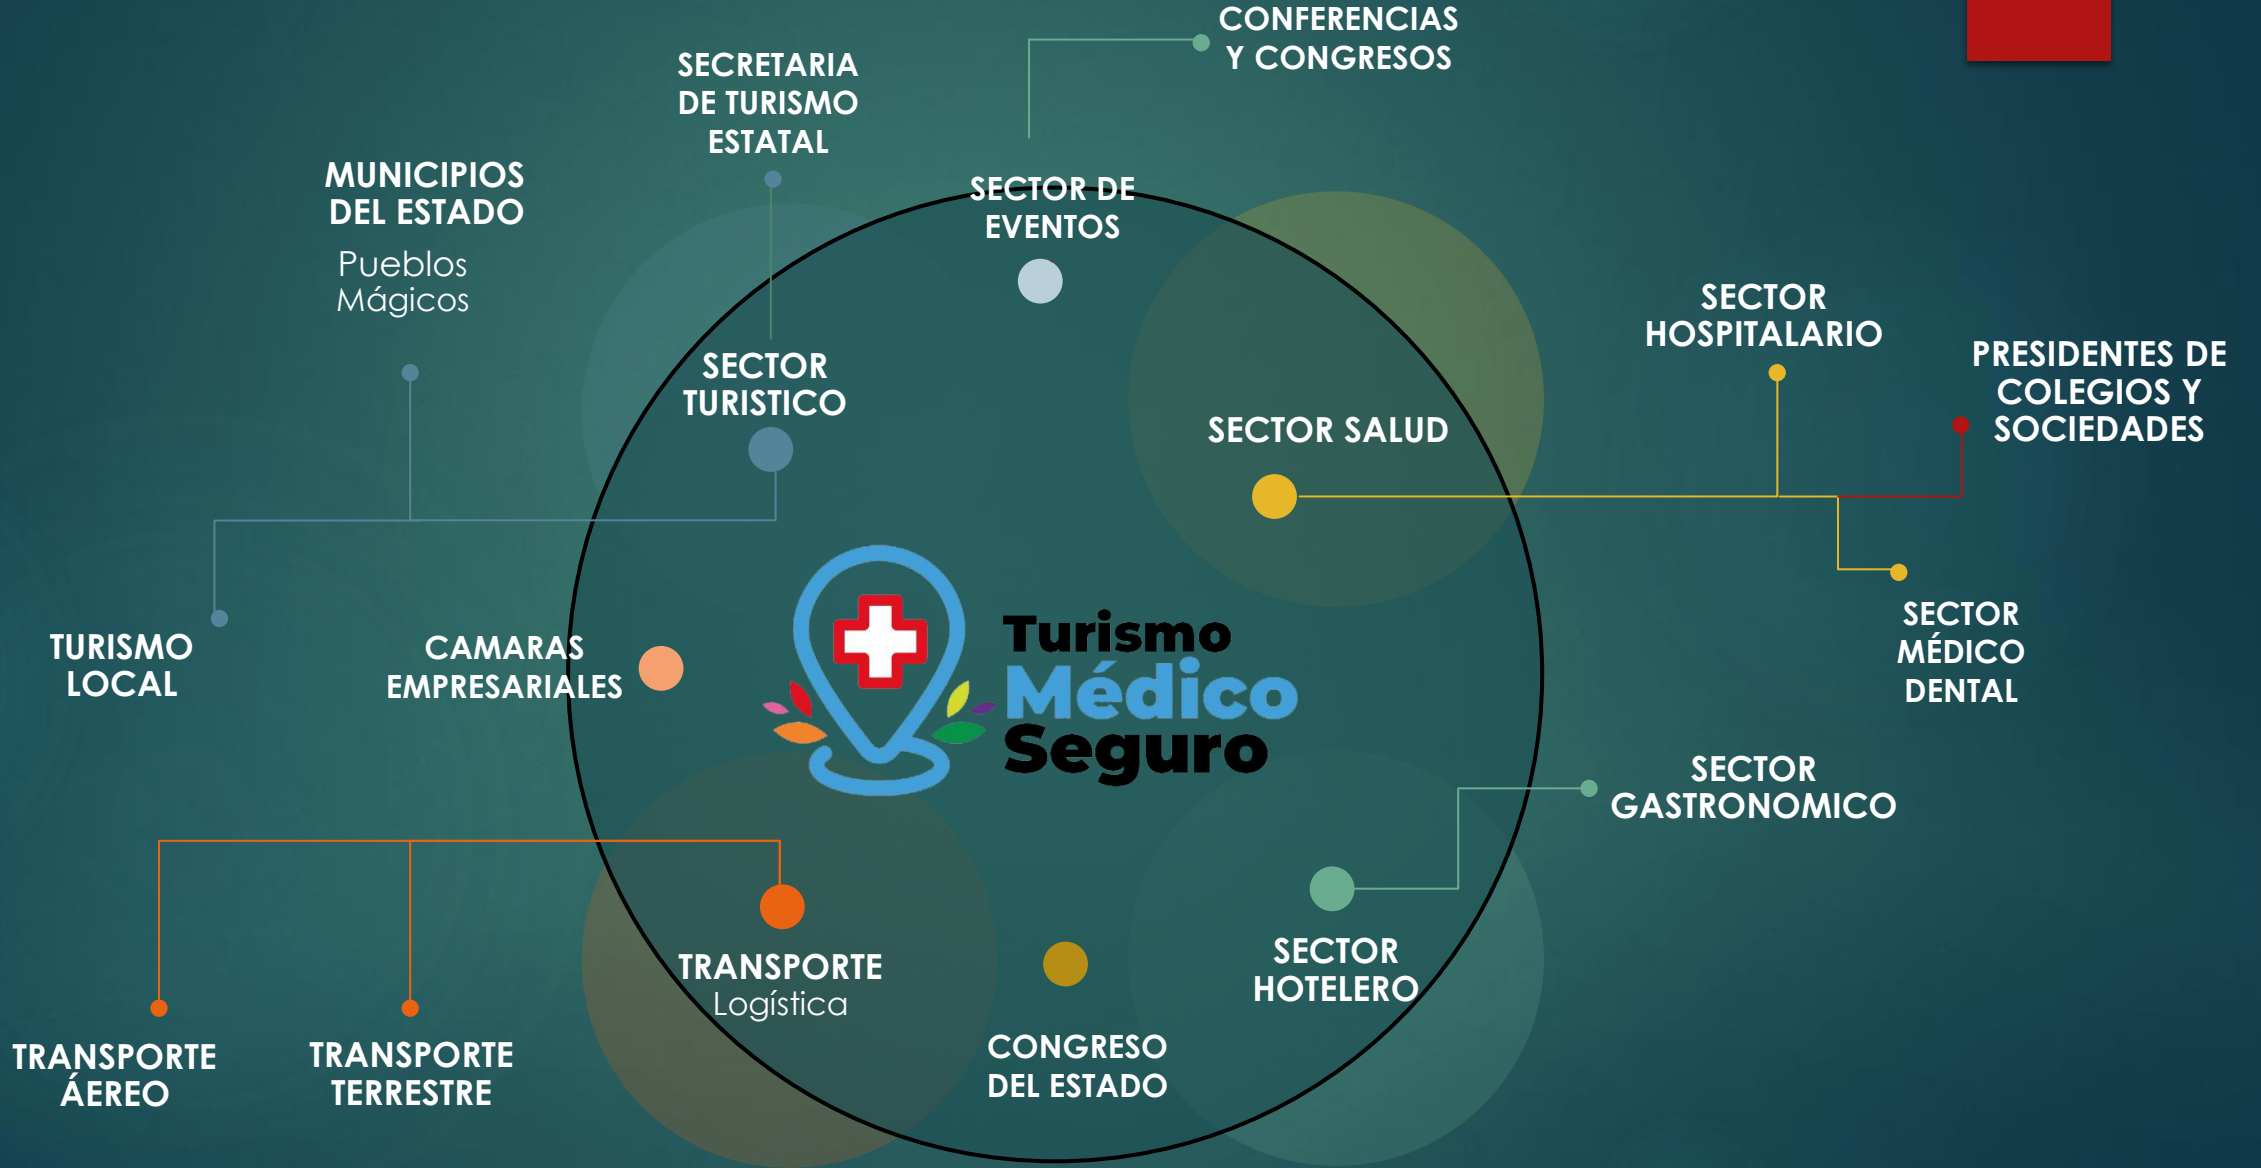 CONFERENCIAS
Y CONGRESOS
SECRETARIA
DE TURISMO
ESTATAL
MUNICIPIOS
DEL ESTADO
Pueblos
Mágicos
SECTOR DE
EVENTOS
SECTOR
TURISTICO
SECTOR SALUD
SECTOR
HOSPITALARIO
PRESIDENTES DE
COLEGIOS Y
SOCIEDADES
SECTOR
MÉDICO
DENTAL
TURISMO
LOCAL
CAMARAS
EMPRESARIALES
Turismo
Médico
Seguro
SECTOR
GASTRONOMICO
TRANSPORTE
Logística
SECTOR
HOTELERO
CONGRESO
DEL ESTADO
TRANSPORTE
ÁEREO
TRANSPORTE
TERRESTRE